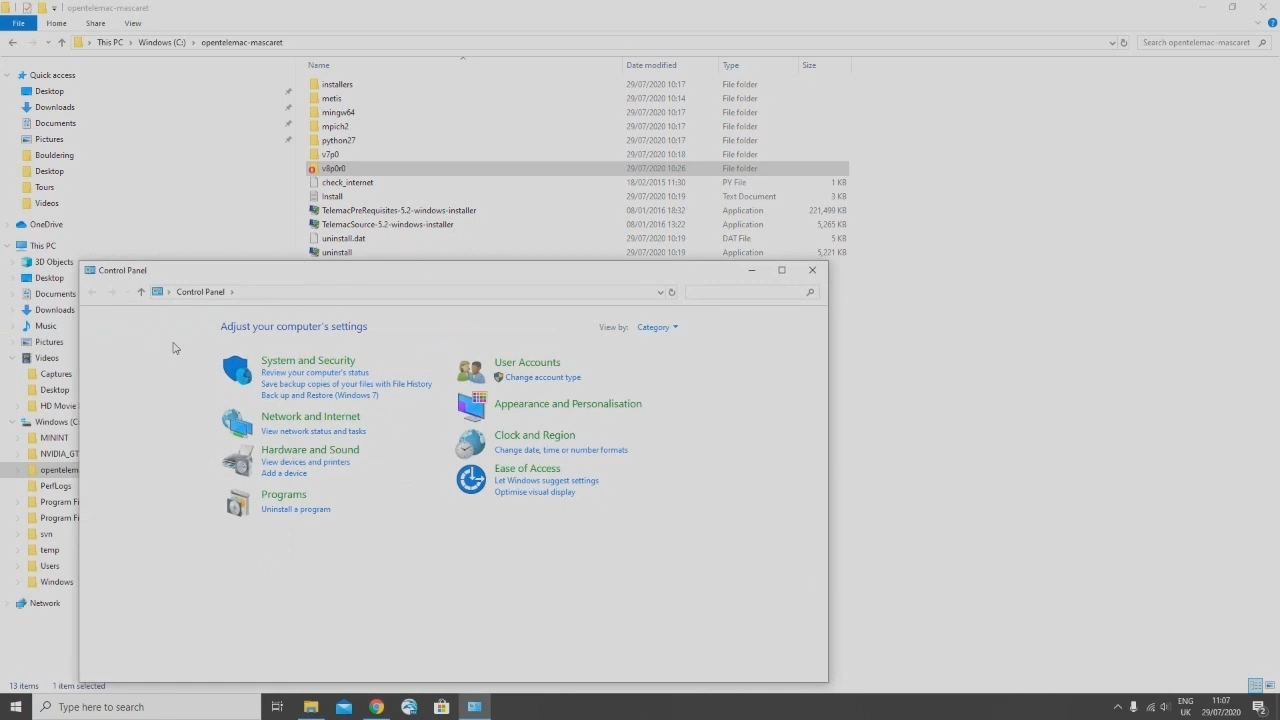 opentelemac-mascaret
File Home Share View
This PC Windows (C:) opentelemac-mascaret Search opentelemac-mascaret
Name Date modified Type Size
Quick access
Desktop
Downloads
Documents
Pictures
Bouldering
Desktop
Tours
Videos
OneDrive
This PC
3D Objects
Desktop
Documents
Downloads
Music
Pictures
Videos
Captures
Desktop
HD Movie
Windows (C:
MININT
NVIDIA_GT
opentelem
PerfLogs
Program Fi
Program Fi
svn
temp
Users
Windows
Network
installers 29/07/2020 10:17 File folder
metis 29/07/2020 10:14 File folder
mingw64 29/07/2020 10:17 File folder
mpich2 29/07/2020 10:17 File folder
python27 29/07/2020 10:17 File folder
v7p0 29/07/2020 10:18 File folder
v8p0r0 29/07/2020 10:26 File folder
check_internet 18/02/2015 11:30 PY File 1 KB
Install 29/07/2020 10:19 Text Document 3 KB
TelemacPreRequisites-5.2-windows-installer 08/01/2016 18:32 Application 221,499 KB
TelemacSource-5.2-windows-installer 08/01/2016 13:22 Application 5,265 KB
uninstall.dat 29/07/2020 10:19 DAT File 5 KB
uninstall 29/07/2020 10:19 Application 5,221 KB
Control Panel
Control Panel
Adjust your computer's settings
View by: Category
System and Security
Review your computer's status
Save backup copies of your files with File History
Back up and Restore (Windows 7)
Network and Internet
View network status and tasks
Hardware and Sound
View devices and printers
Add a device
Programs
Uninstall a program
User Accounts
Change account type
Appearance and Personalisation
Clock and Region
Change date, time or number formats
Ease of Access
Let Windows suggest settings
Optimise visual display
13 items 1 item selected
Type here to search
ENG
UK
11:07
29/07/2020